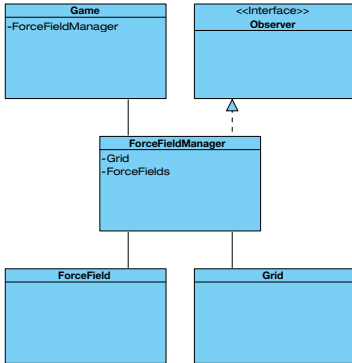 Game
-ForceFieldManager
<<Interface>>
Observer
ForceFieldManager
-Grid
-ForceFields
ForceField
Grid